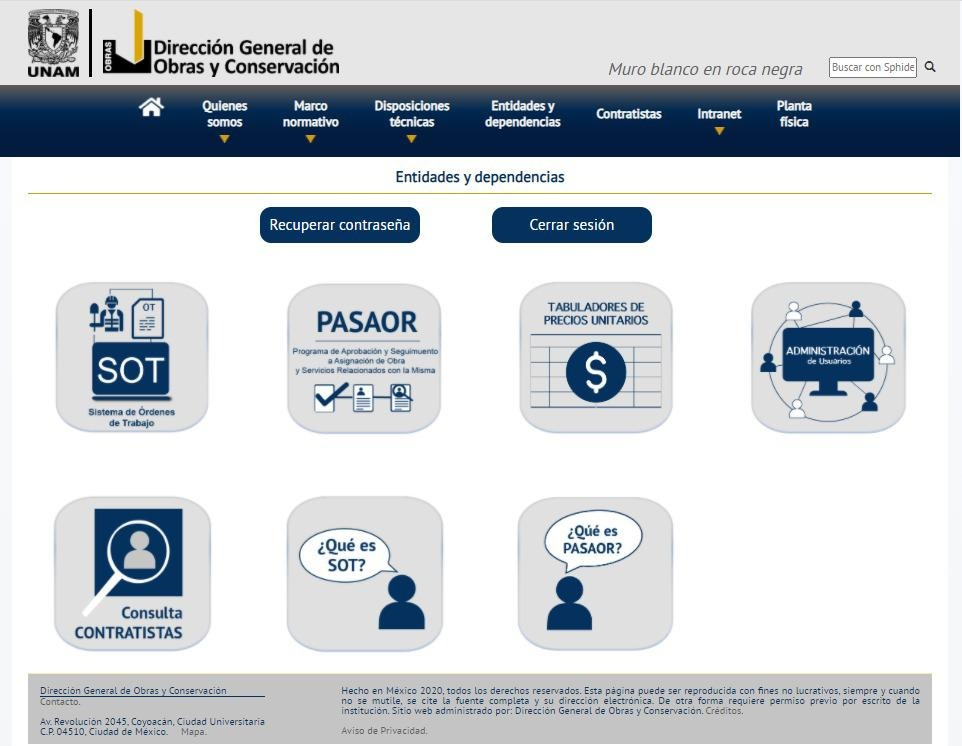 UNAM
OBRAS
Dirección General de
Obras y Conservación
Muro blanco en roca negra
Buscar con Sphide
Quienes somos
Marco normativo
Disposiciones técnicas
Entidades y dependencias
Contratistas
Intranet
Planta física
Entidades y dependencias
Recuperar contraseña
Cerrar sesión
OT
SOT
Sistema de Órdenes
de Trabajo
PASAOR
Programa de Aprobación y Seguimuento
a Asignación de Obra
y Servicios Relacionados con la Misma
TABULADORES DE
PRECIOS UNITARIOS
$
ADMINISTRACIÓN
de Usuarios
Consulta
CONTRATISTAS
¿Qué es
SOT?
¿Qúé es
PASAOR?
Dirección General de Obras y Conservación
Contacto.
Av. Revolución 2045, Coyoacán, Ciudad Universitaria
C.P. 04510, Ciudad de México. Mapa.
Hecho en México 2020, todos los derechos reservados. Esta página puede ser reproducida con fines no lucrativos, siempre y cuando
no se mutile, se cite la fuente completa y su dirección electrónica. De otra forma requiere permiso previo por escrito de la
institución. Sitio web administrado por: Dirección General de Obras y Conservación. Créditos.
Aviso de Privacidad.